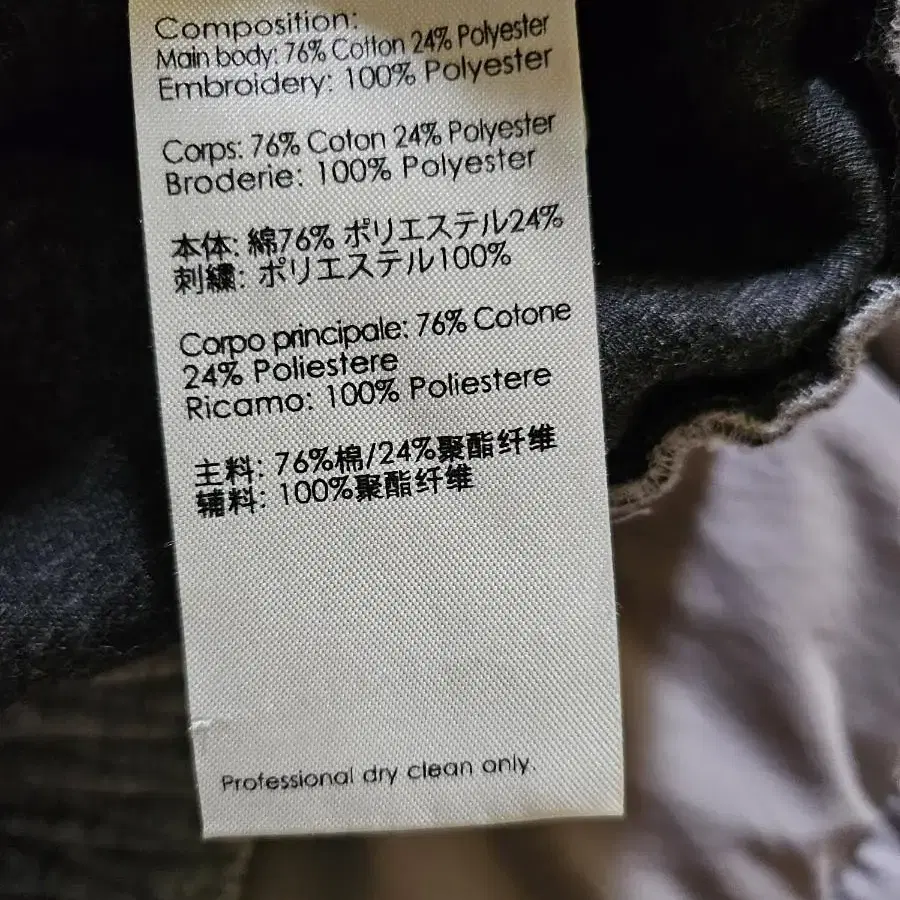 Composition:
Main body: 76% Cotton 24% Polyester
Embroidery: 100% Polyester
Corps: 76% Coton 24% Polyester
Broderie: 100% Polyester
本体: 綿76% ポリエステル24%
刺繍: ポリエステル100%
Corpo principale: 76% Cotone
24% Poliestere
Ricamo: 100% Poliestere
主料: 76%棉/24%聚酯纤维
辅料: 100%聚酯纤维
Professional dry clean only.